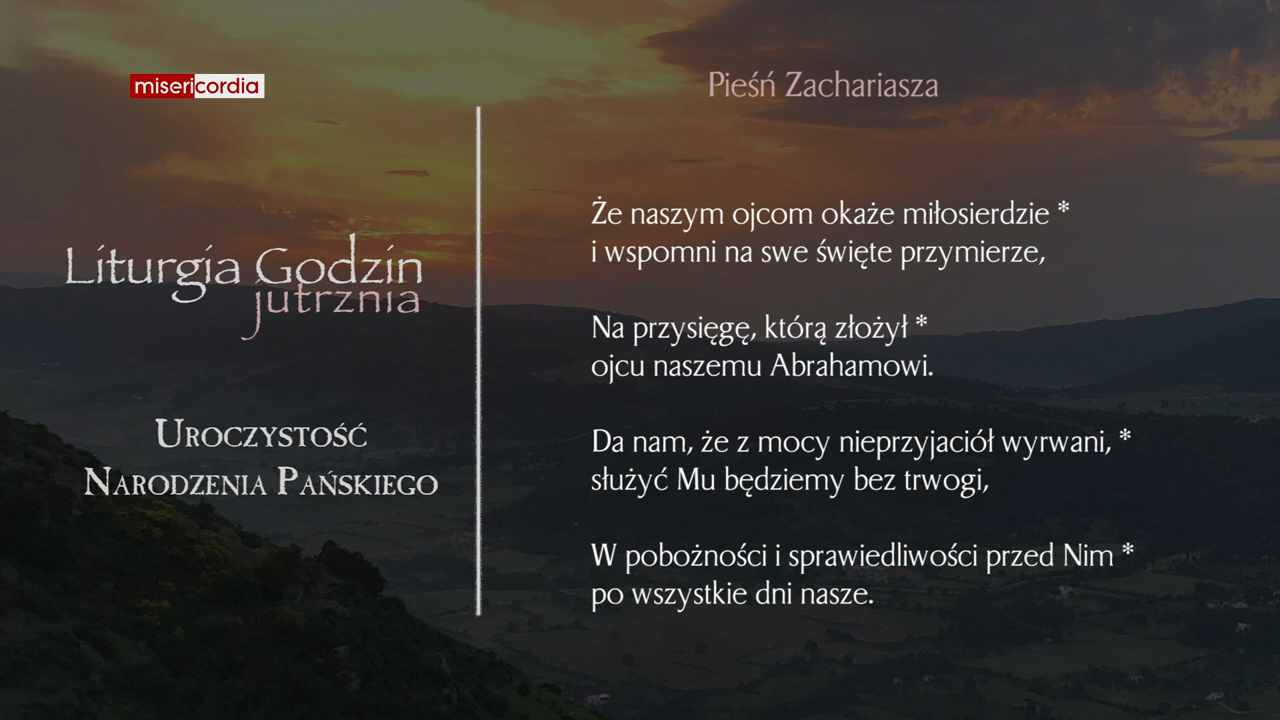 misericordia
Liturgia Godzin
jutrznia
Uroczystość
Narodzenia Pańskiego
Pieśń Zachariasza
Że naszym ojcom okaże miłosierdzie *
i wspomni na swe święte przymierze,
Na przysięgę, którą złożył *
ojcu naszemu Abrahamowi.
Da nam, że z mocy nieprzyjaciół wyrwani, *
służyć Mu będziemy bez trwogi,
W pobożności i sprawiedliwości przed Nim *
po wszystkie dni nasze.